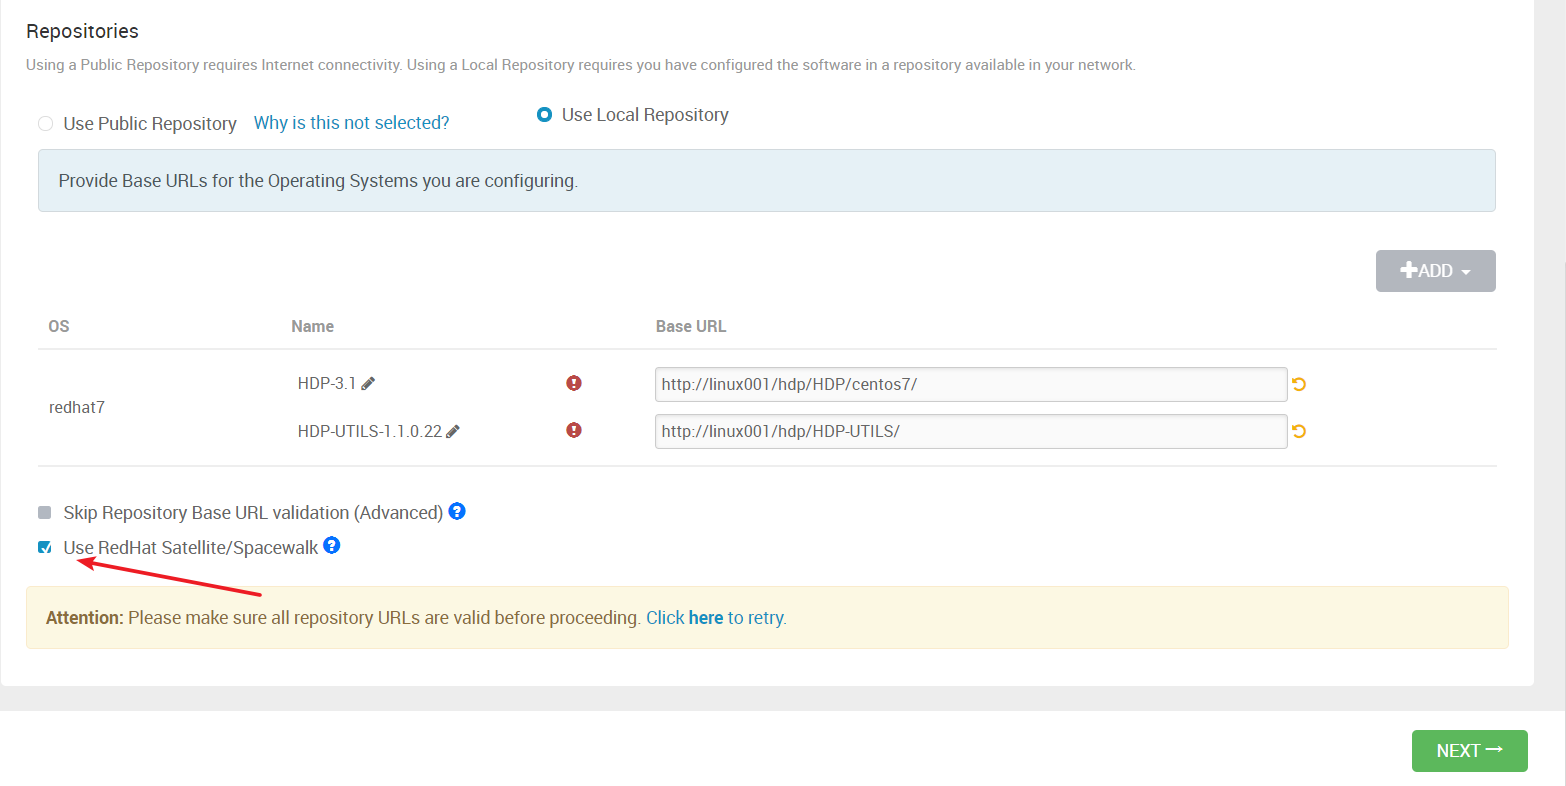 Repositories
Using a Public Repository requires Internet connectivity. Using a Local Repository requires you have configured the software in a repository available in your network.
Use Public Repository Why is this not selected? Use Local Repository
Provide Base URLs for the Operating Systems you are configuring.
ADD
OS Name Base URL
HDP-3.1 http://linux001/hdp/HDP/centos7/
redhat7
HDP-UTILS-1.1.0.22 http://linux001/hdp/HDP-UTILS/
Skip Repository Base URL validation (Advanced)
Use RedHat Satellite/Spacewalk
Attention: Please make sure all repository URLs are valid before proceeding. Click here to retry.
NEXT→